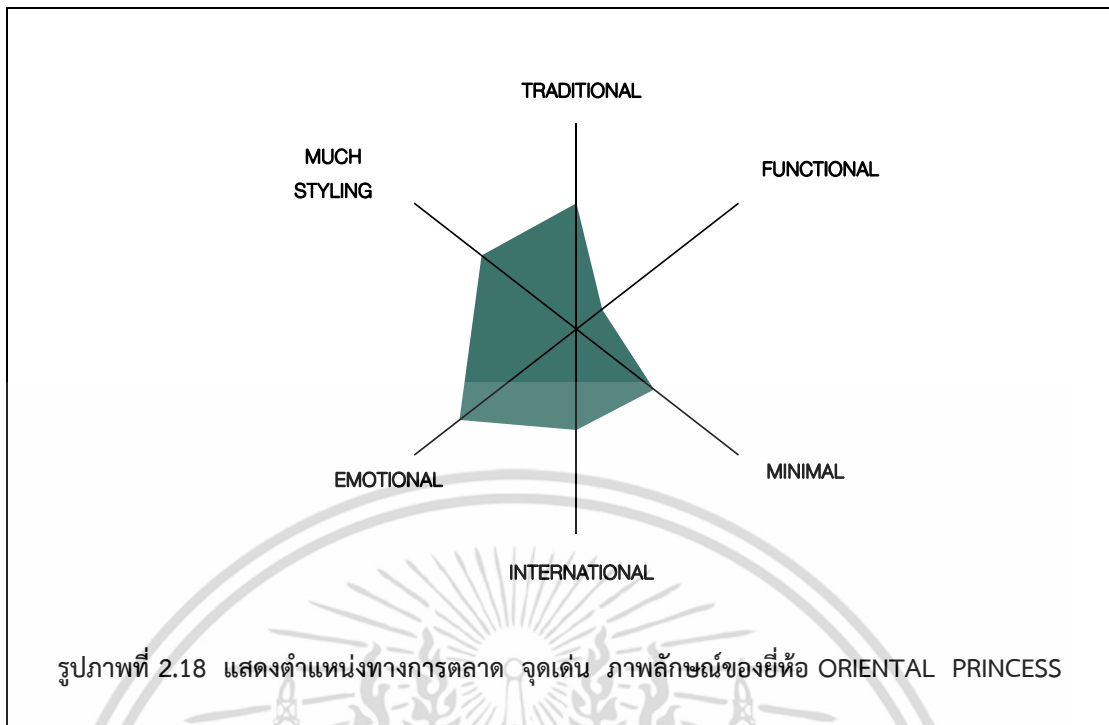 TRADITIONAL
MUCH
STYLING
FUNCTIONAL
EMOTIONAL
MINIMAL
INTERNATIONAL
รูปภาพที่ 2.18 แสดงตำแหน่งทางการตลาด จุดเด่น ภาพลักษณ์ของยี่ห้อ ORIENTAL PRINCESS